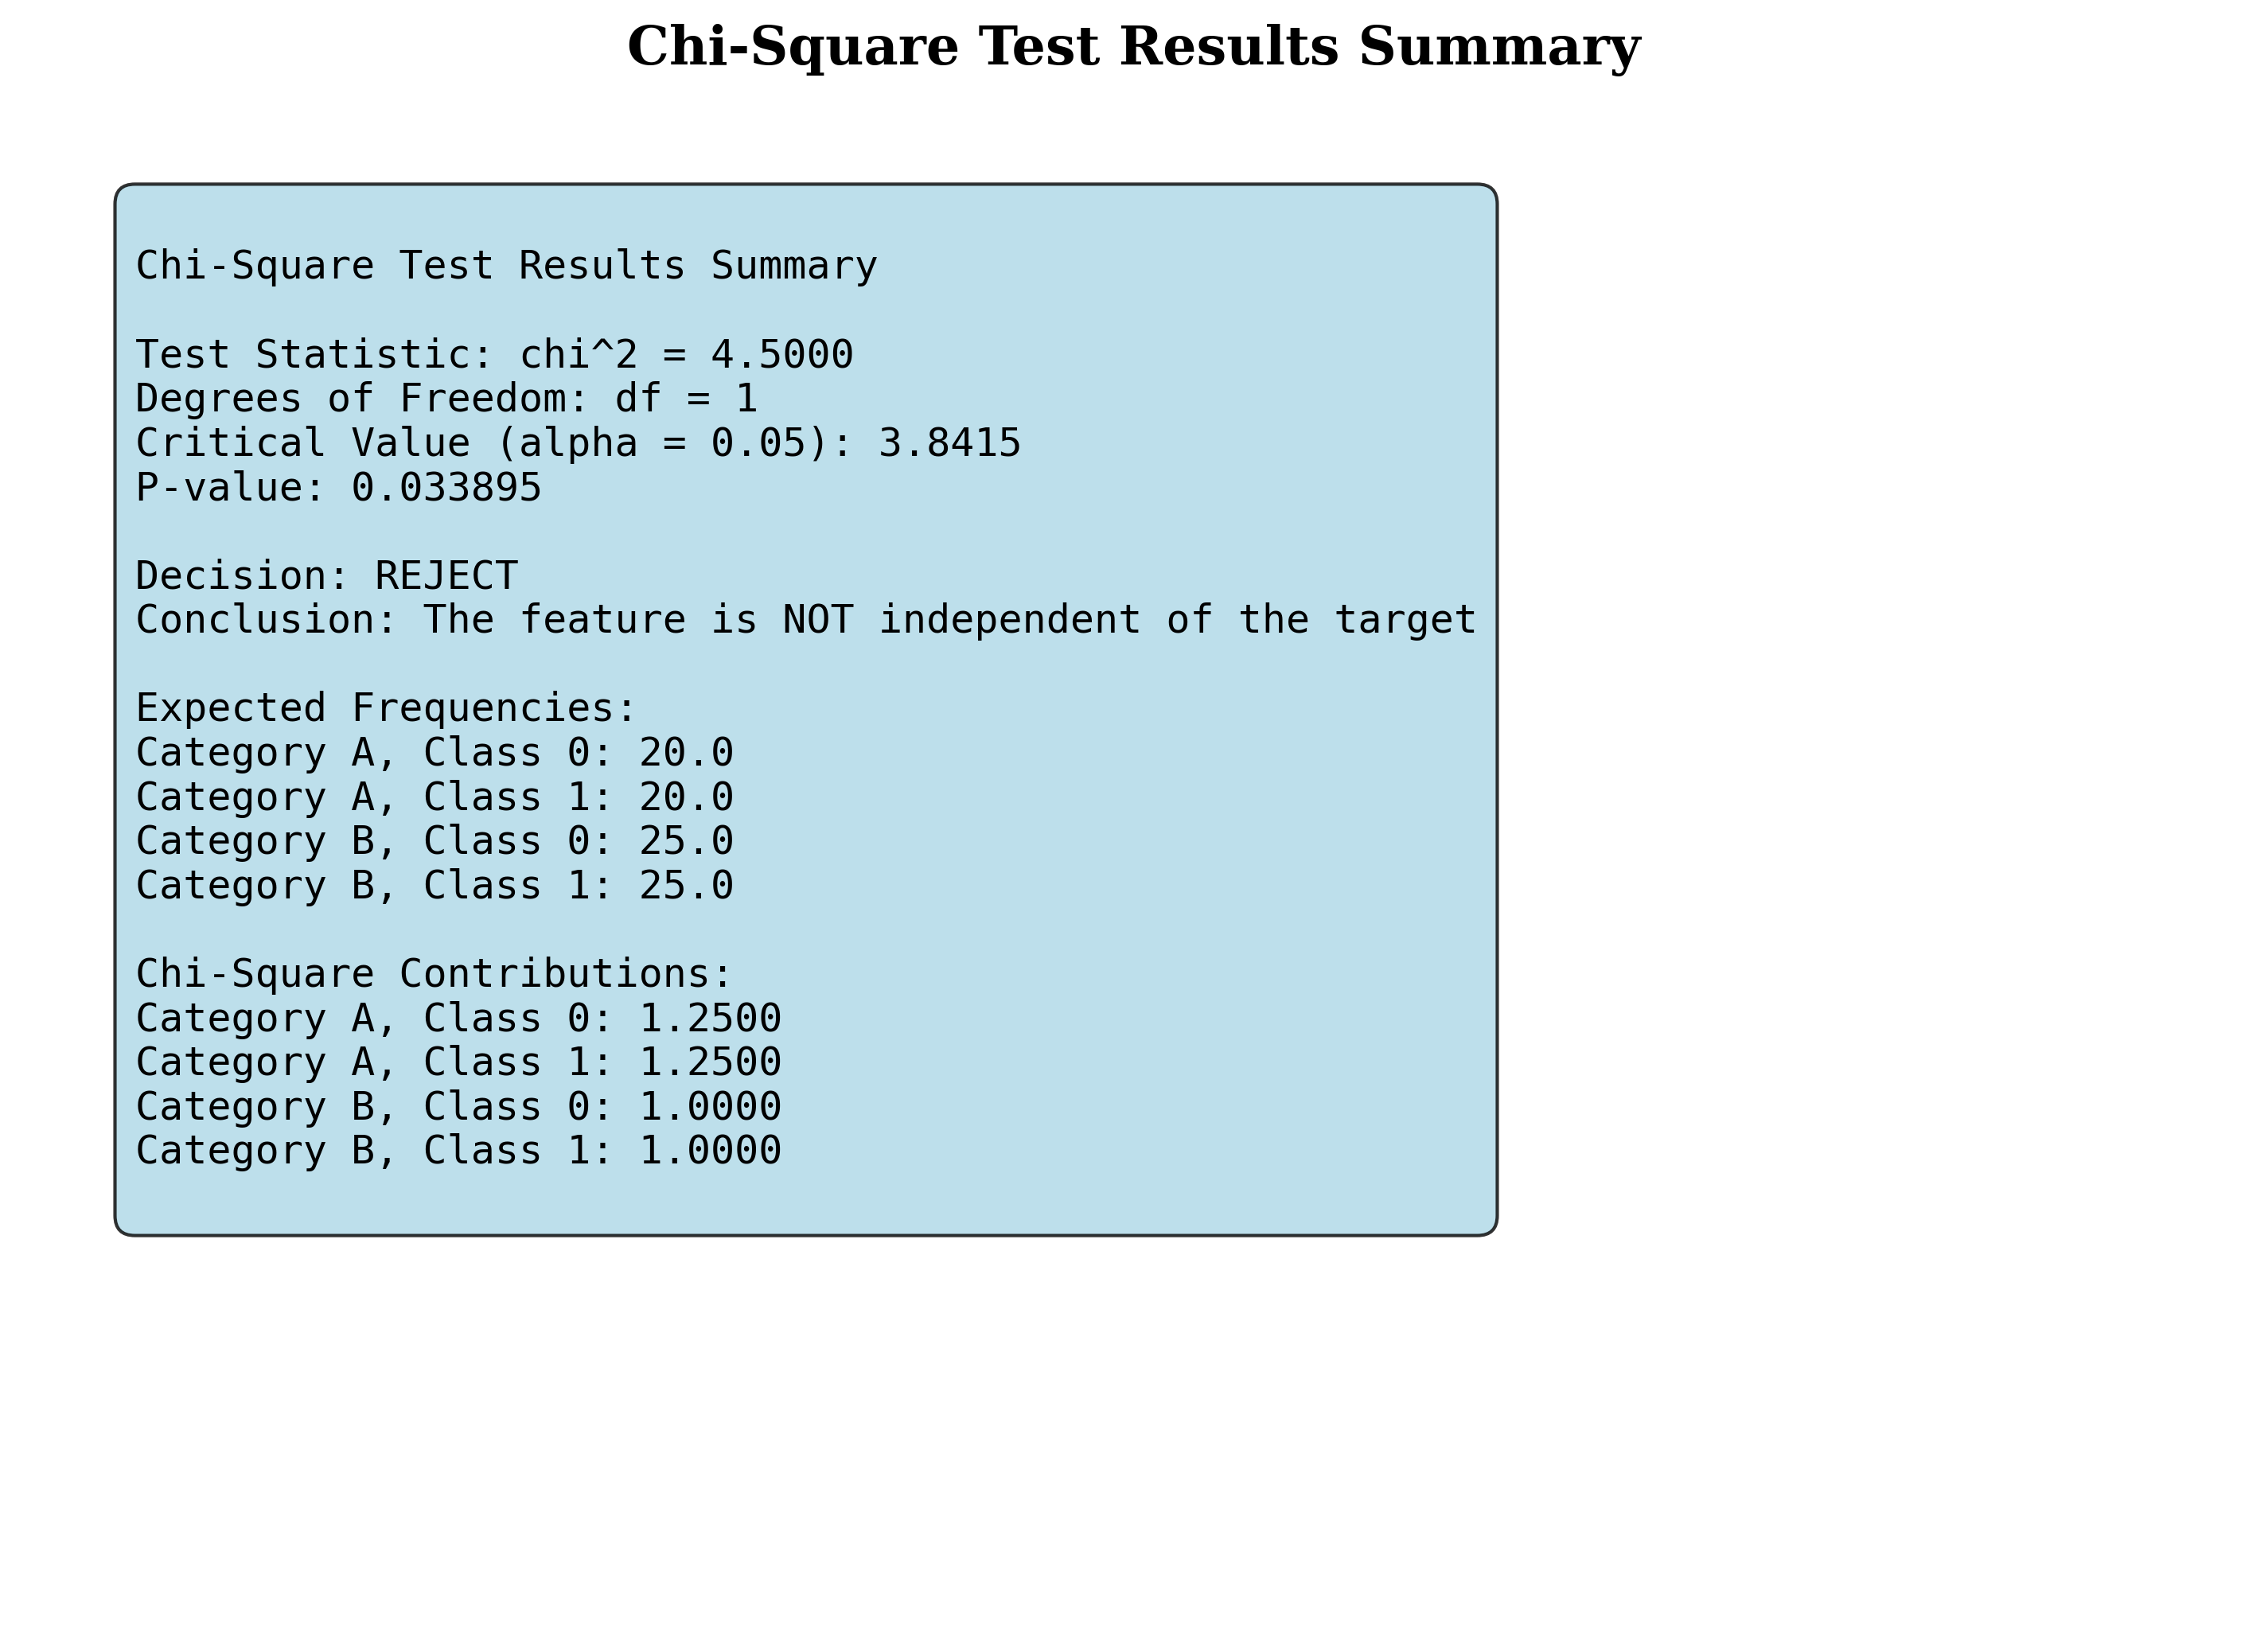 Chi-Square Test Results Summary
Chi-Square Test Results Summary
Test Statistic: chi^2 = 4.5000
Degrees of Freedom: df = 1
Critical Value (alpha = 0.05): 3.8415
P-value: 0.033895
Decision: REJECT
Conclusion: The feature is NOT independent of the target
Expected Frequencies:
Category A, Class 0: 20.0
Category A, Class 1: 20.0
Category B, Class 0: 25.0
Category B, Class 1: 25.0
Chi-Square Contributions:
Category A, Class 0: 1.2500
Category A, Class 1: 1.2500
Category B, Class 0: 1.0000
Category B, Class 1: 1.0000